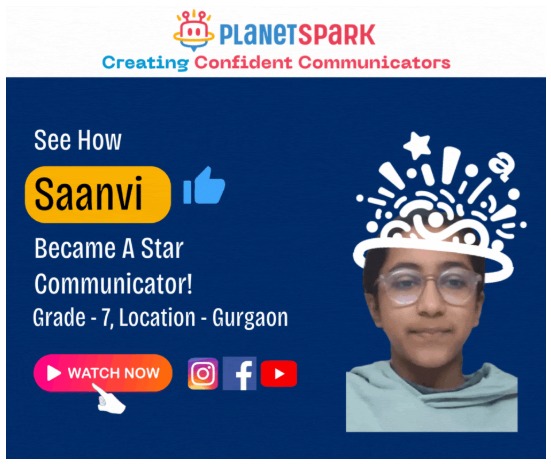 PLANETSPARK
Creating Confident Communicators
See How
Saanvi
Became A Star
Communicator!
Grade - 7, Location - Gurgaon
WATCH NOW
a